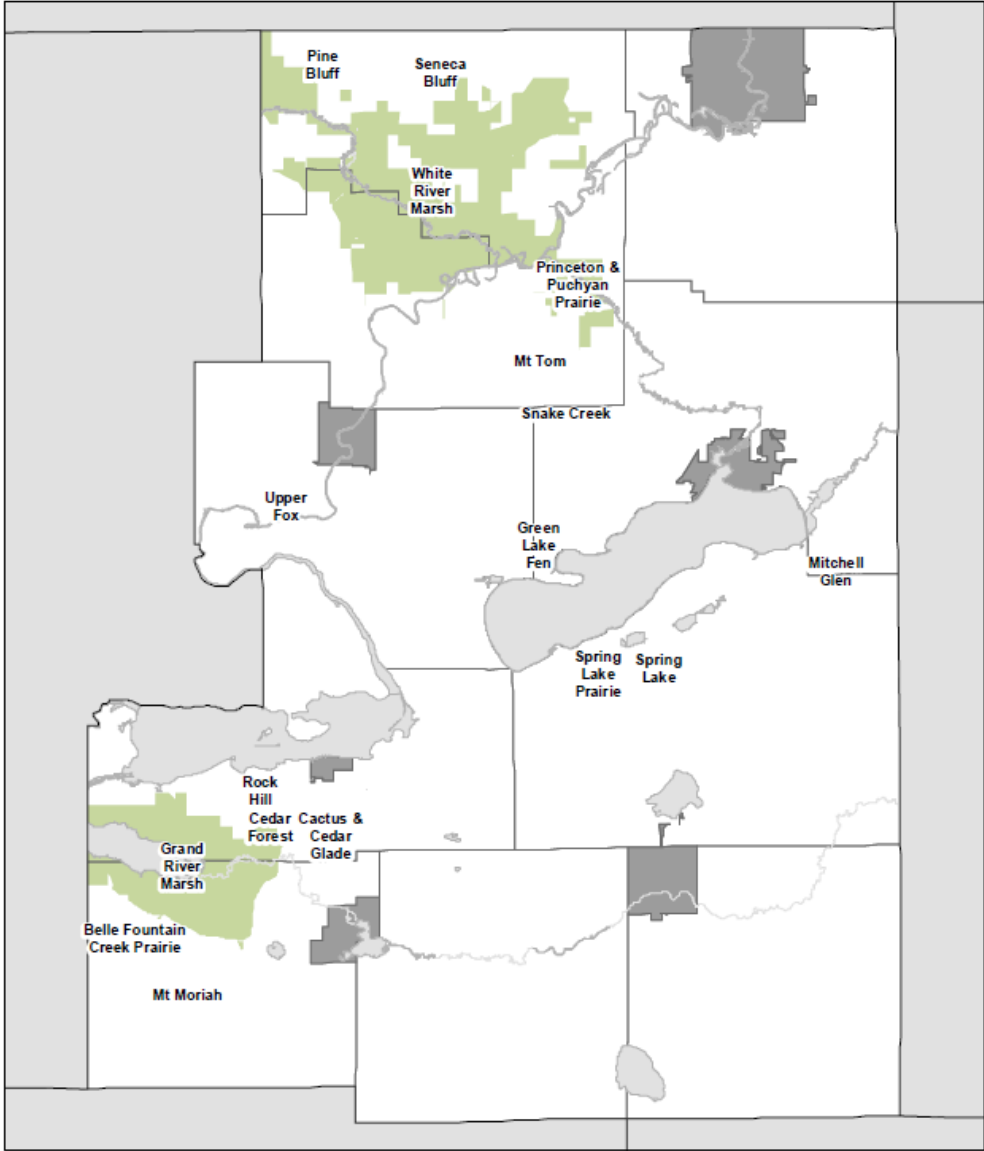 Pine
Bluff
Seneca
Bluff
White
River
Marsh
Princeton &
Puchyan
Prairie
Mt Tom
Snake Creek
Upper
Fox
Green
Lake
Fen
Mitchell
Glen
Spring
Lake
Prairie
Spring
Lake
Rock
Hill
Cedar
Forest
Cactus &
Cedar
Glade
Grand
River
Marsh
Belle Fountain
Creek Prairie
Mt Moriah